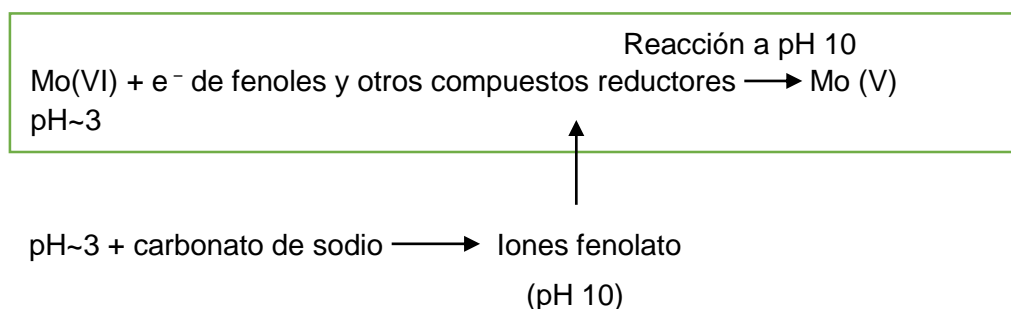 Reacción a pH 10
Mo(VI) + e⁻ de fenoles y otros compuestos reductores ⟶ Mo (V)
pH~3
pH~3 + carbonato de sodio ⟶ Iones fenolato
(pH 10)